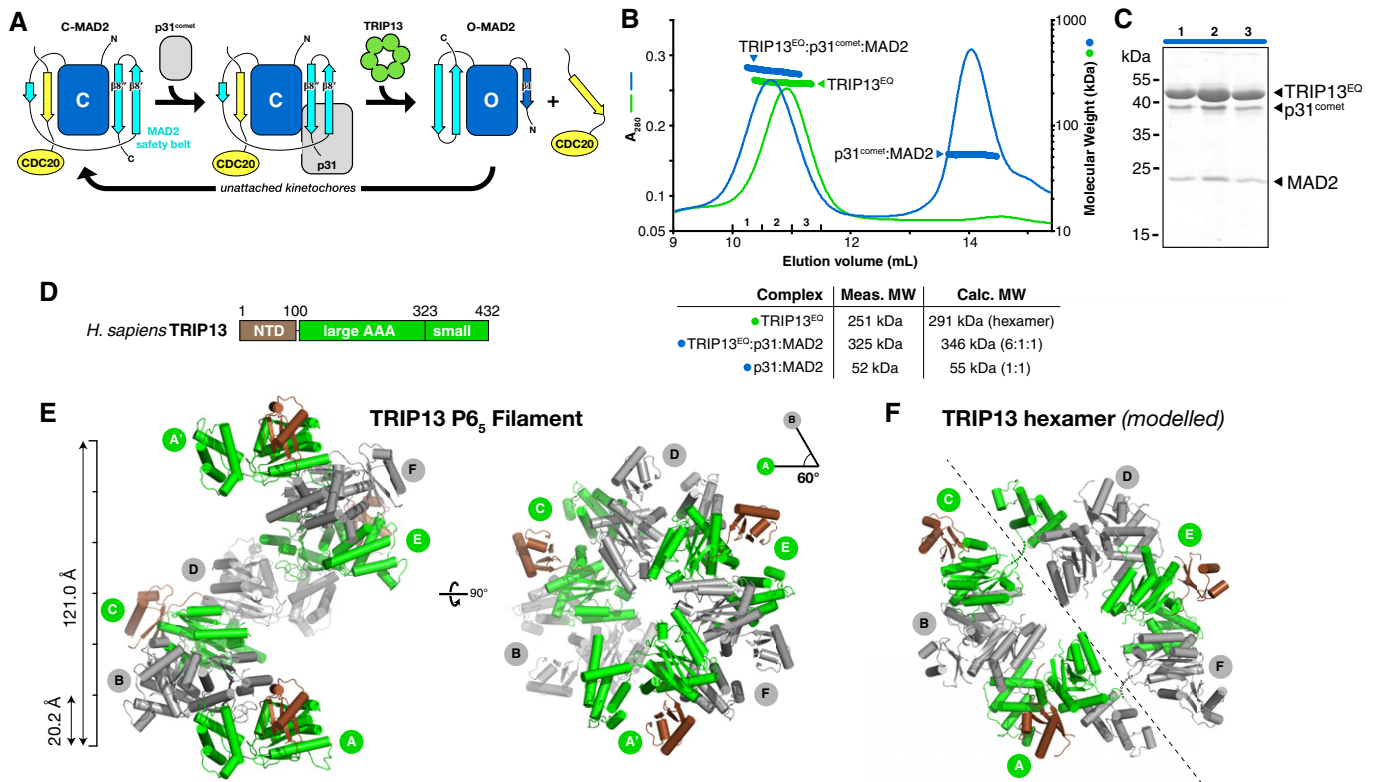 A
C-MAD2
p31comet
TRIP13
O-MAD2
N
C
β8″ β8′
C
MAD2
safety belt
CDC20
N
C
β8″ β8′
C
p31
CDC20
C
O
β1
N
+
CDC20
unattached kinetochores
B
A280
0.3
0.2
0.1
0.05
TRIP13EQ:p31comet:MAD2
TRIP13EQ
p31comet:MAD2
1000
100
10
Molecular Weight (kDa)
1 2 3
9 10 12 14
Elution volume (mL)
Complex Meas. MW Calc. MW
TRIP13EQ 251 kDa 291 kDa (hexamer)
TRIP13EQ:p31:MAD2 325 kDa 346 kDa (6:1:1)
p31:MAD2 52 kDa 55 kDa (1:1)
C
1 2 3
kDa
55
40
35
25
15
TRIP13EQ
p31comet
MAD2
D
1 100 323 432
H. sapiens TRIP13 NTD large AAA small
E
TRIP13 P65 Filament
121.0 Å
20.2 Å
A'
F
E
D
C
B
A
90°
D
C
E
B
F
A'
B
A
60°
F
TRIP13 hexamer (modelled)
C
D
E
B
F
A